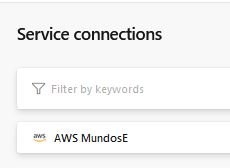 Service connections
Filter by keywords
aws AWS MundosE